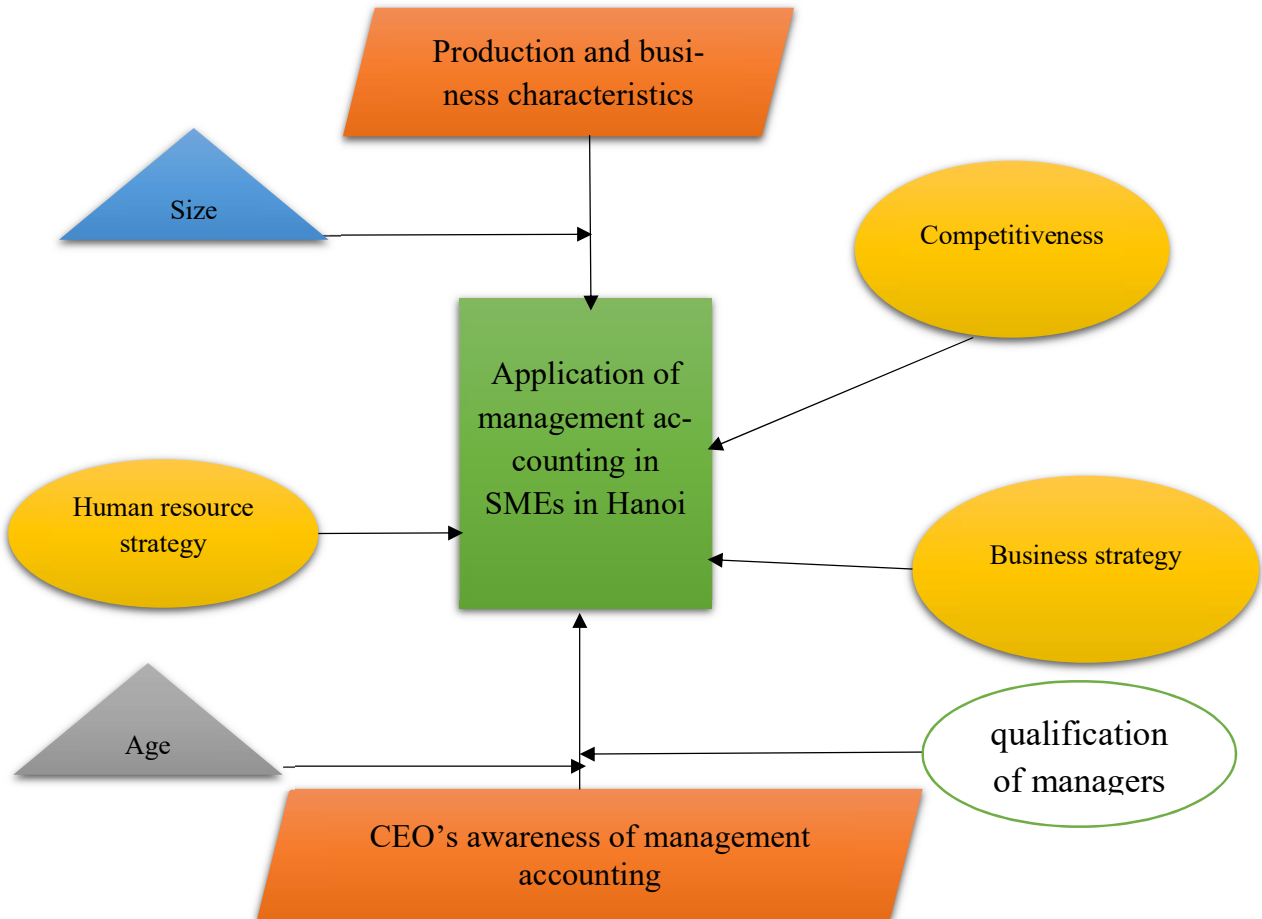 Production and busi-
ness characteristics
Size
Competitiveness
Application of
management ac-
counting in
SMEs in Hanoi
Human resource
strategy
Business strategy
Age
qualification
of managers
CEO’s awareness of management
accounting